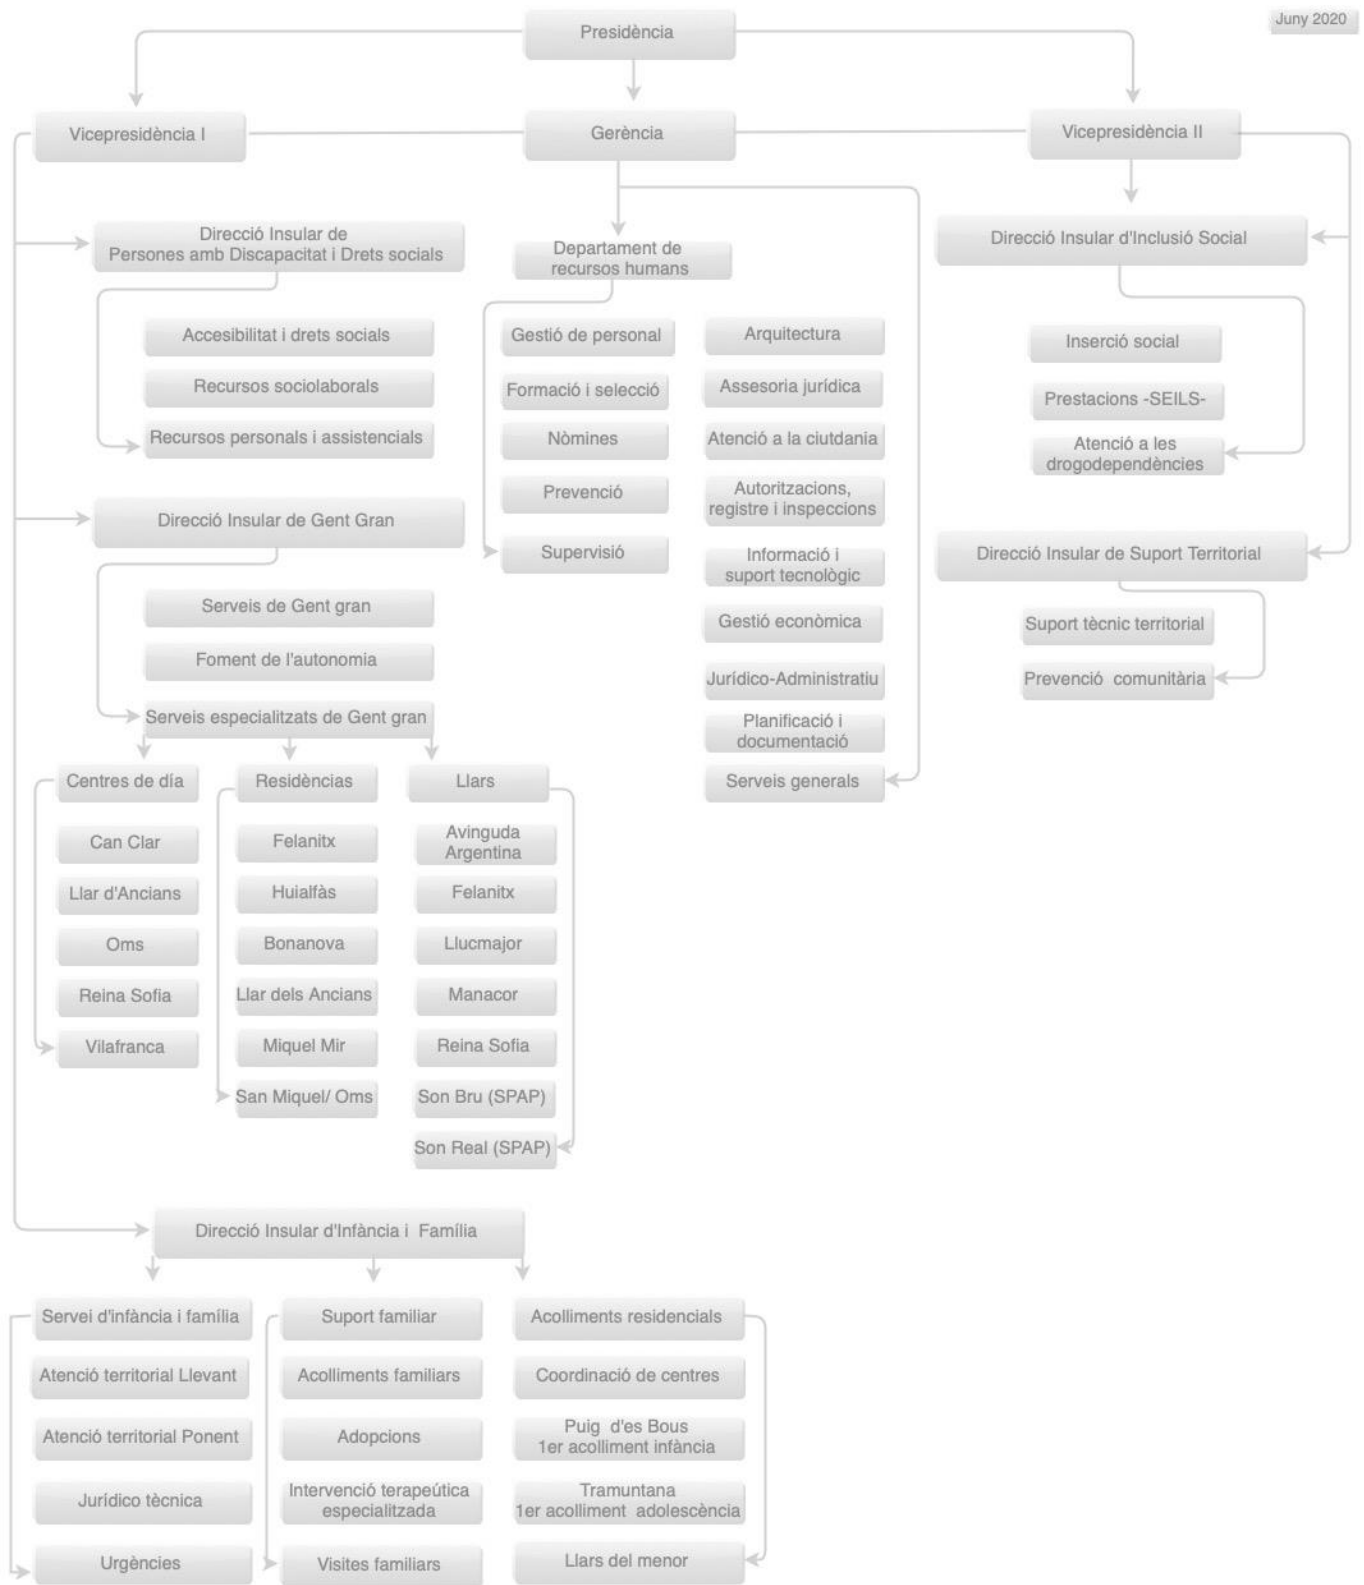 Juny 2020
Presidència
Vicepresidència I
Gerència
Vicepresidència II
Direcció Insular de
Persones amb Discapacitat i Drets socials
Accesibilitat i drets socials
Recursos sociolaborals
Recursos personals i assistencials
Direcció Insular de Gent Gran
Serveis de Gent gran
Foment de l'autonomia
Serveis especialitzats de Gent gran
Centres de día
Can Clar
Llar d'Ancians
Oms
Reina Sofia
Vilafranca
Residències
Felanitx
Huialfàs
Bonanova
Llar dels Ancians
Miquel Mir
San Miquel/ Oms
Llars
Avinguda
Argentina
Felanitx
Llucmajor
Manacor
Reina Sofia
Son Bru (SPAP)
Son Real (SPAP)
Departament de
recursos humans
Gestió de personal
Formació i selecció
Nòmines
Prevenció
Supervisió
Arquitectura
Assesoria jurídica
Atenció a la ciutdania
Autoritzacions,
registre i inspeccions
Informació i
suport tecnològic
Gestió econòmica
Jurídico-Administratiu
Planificació i
documentació
Serveis generals
Direcció Insular d'Inclusió Social
Inserció social
Prestacions -SEILS-
Atenció a les
drogodependències
Direcció Insular de Suport Territorial
Suport tècnic territorial
Prevenció comunitària
Direcció Insular d'Infància i Família
Servei d'infància i família
Atenció territorial Llevant
Atenció territorial Ponent
Jurídico tècnica
Urgències
Suport familiar
Acolliments familiars
Adopcions
Intervenció terapeútica
especialitzada
Visites familiars
Acolliments residencials
Coordinació de centres
Puig d'es Bous
1er acolliment infància
Tramuntana
1er acolliment adolescència
Llars del menor